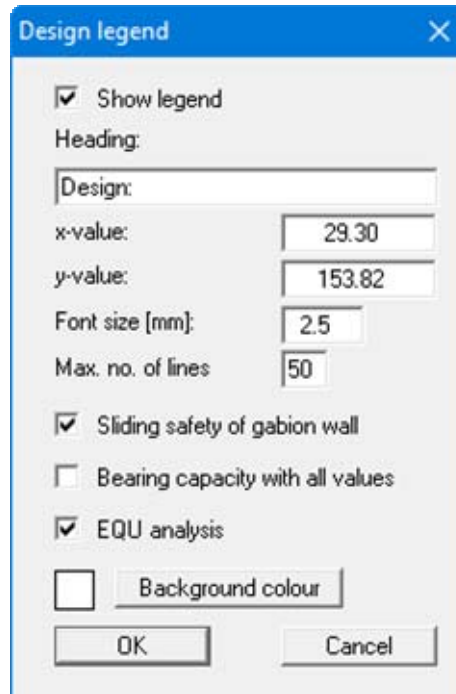 Design legend
Show legend
Heading:
Design:
x-value: 29.30
y-value: 153.82
Font size [mm]: 2.5
Max. no. of lines 50
Sliding safety of gabion wall
Bearing capacity with all values
EQU analysis
Background colour
OK Cancel